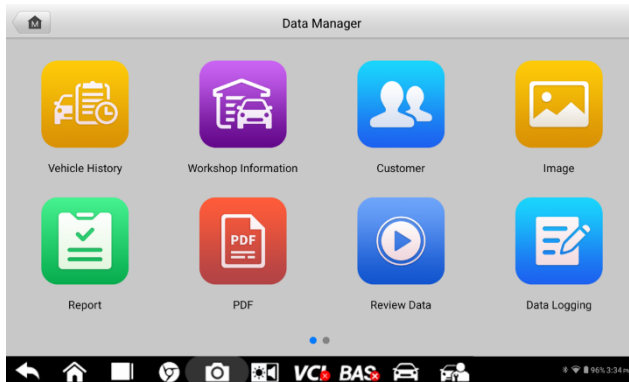 M
Data Manager
Vehicle History
Workshop Information
Customer
Image
PDF
Report
PDF
Review Data
Data Logging
VCI BAS 96% 3:34 PM